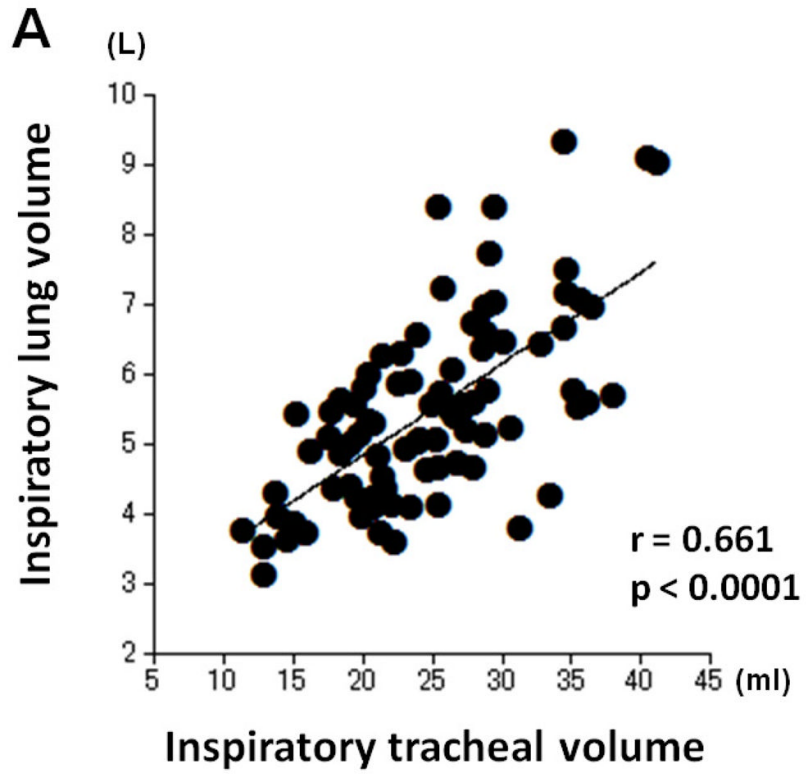 A
(L)
Inspiratory lung volume
10
9
8
7
6
5
4
3
2
r = 0.661
p < 0.0001
5 10 15 20 25 30 35 40 45 (ml)
Inspiratory tracheal volume